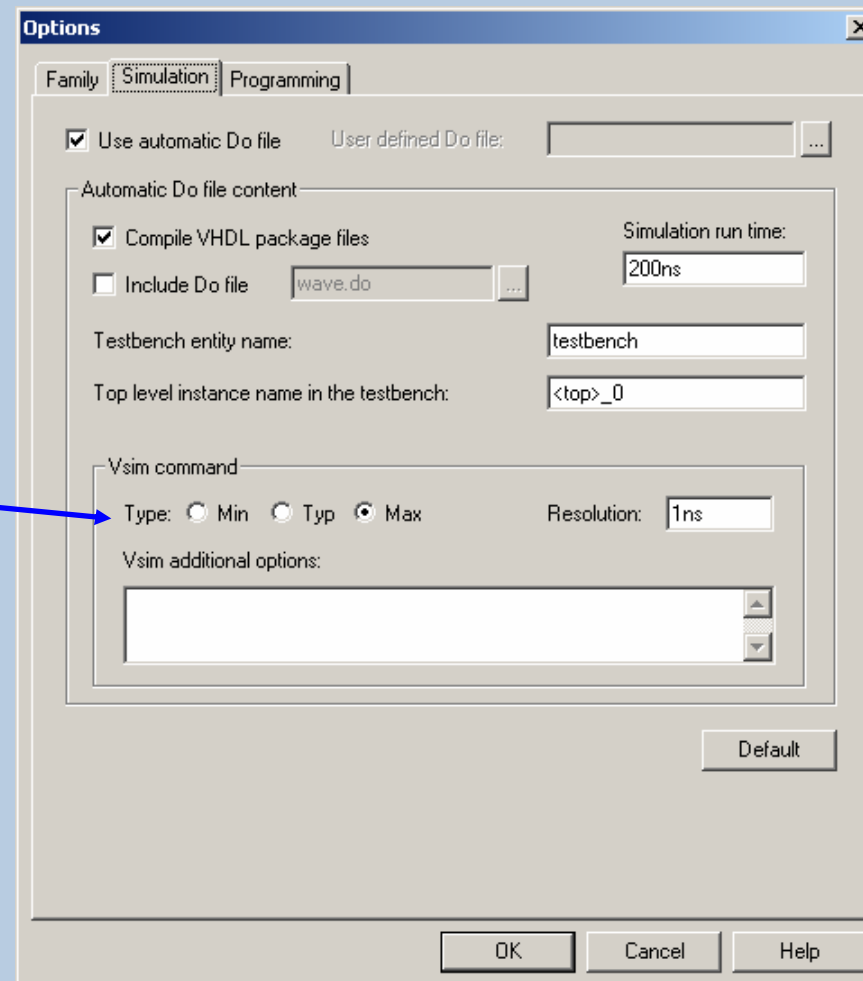 Options
Family Simulation Programming
Use automatic Do file User defined Do file: ...
Automatic Do file content
Compile VHDL package files
Simulation run time:
200ns
Include Do file wave.do ...
Testbench entity name: testbench
Top level instance name in the testbench: <top>_0
Vsim command
Type: Min Typ Max Resolution: 1ns
Vsim additional options:
Default
OK Cancel Help